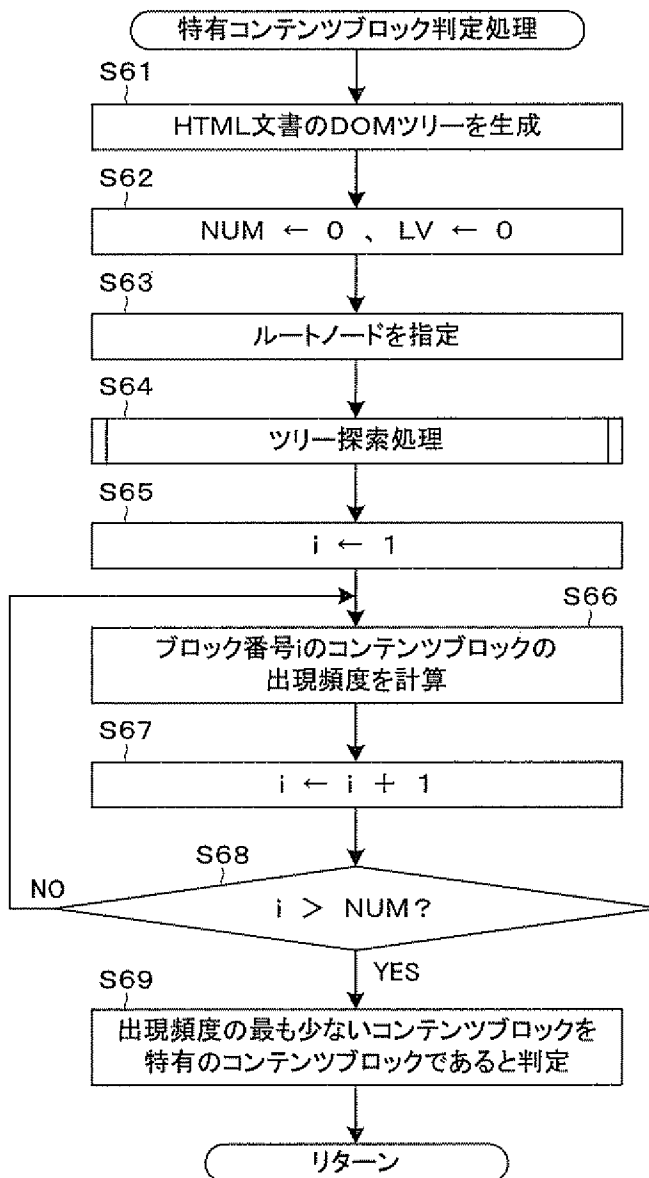 特有コンテンツブロック判定処理
S61
HTML文書のDOMツリーを生成
S62
NUM ← 0 、 LV ← 0
S63
ルートノードを指定
S64
ツリー探索処理
S65
i ← 1
S66
ブロック番号iのコンテンツブロックの
出現頻度を計算
S67
i ← i + 1
S68
NO
i > NUM?
YES
S69
出現頻度の最も少ないコンテンツブロックを
特有のコンテンツブロックであると判定
リターン